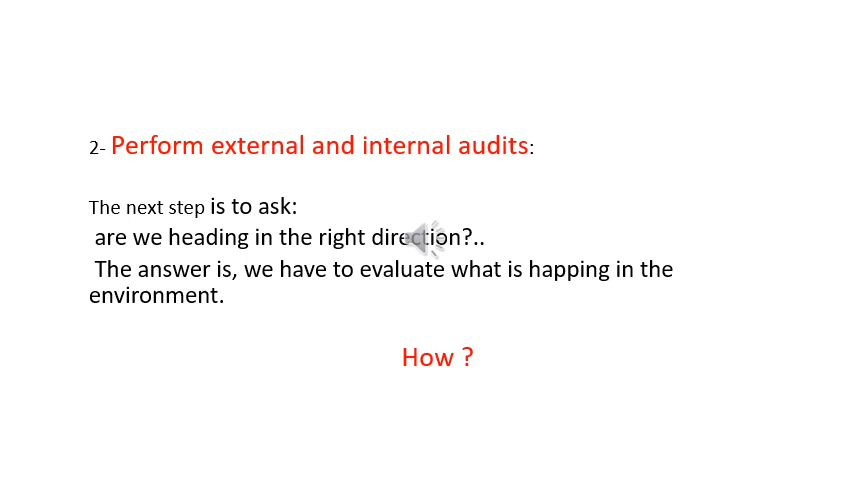 2- Perform external and internal audits:
The next step is to ask:
are we heading in the right direction?..
The answer is, we have to evaluate what is happing in the
environment.
How ?